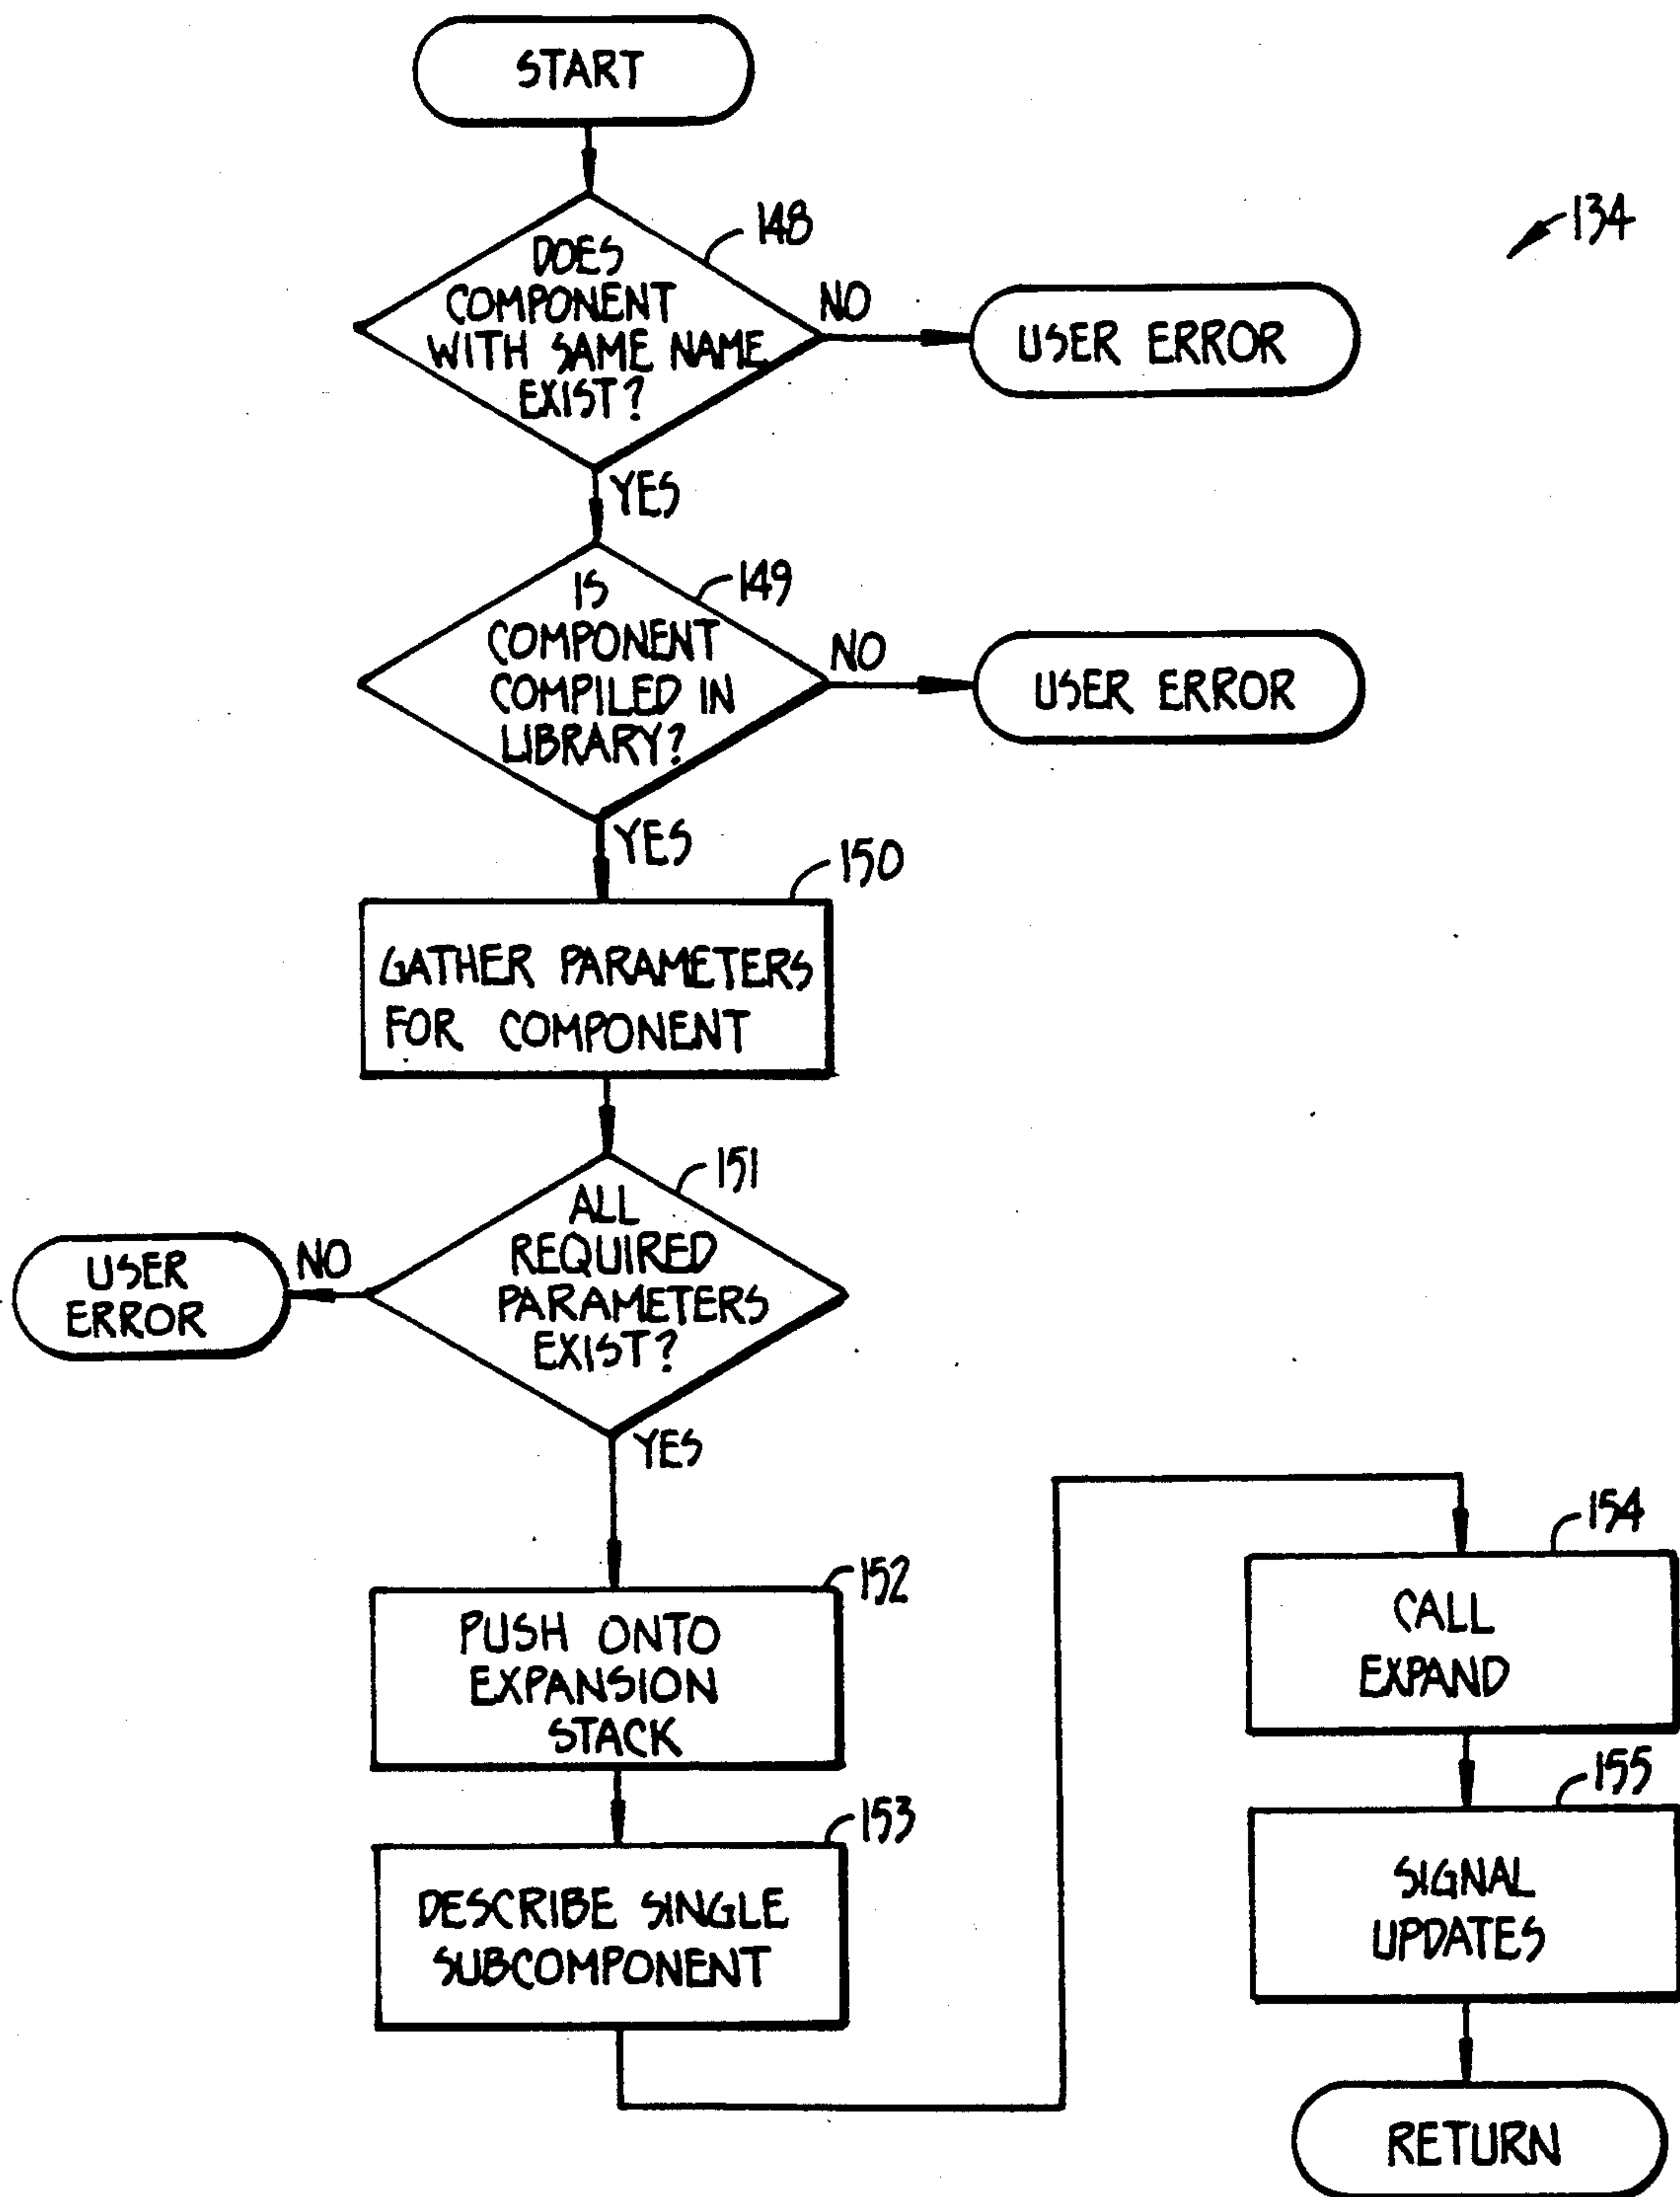 START
148
134
DOES
COMPONENT
WITH SAME NAME
EXIST?
NO
USER ERROR
YES
149
IS
COMPONENT
COMPILED IN
LIBRARY?
NO
USER ERROR
YES
150
GATHER PARAMETERS
FOR COMPONENT
151
ALL
REQUIRED
PARAMETERS
EXIST?
NO
USER
ERROR
YES
152
PUSH ONTO
EXPANSION
STACK
153
DESCRIBE SINGLE
SUBCOMPONENT
154
CALL
EXPAND
155
SIGNAL
UPDATES
RETURN